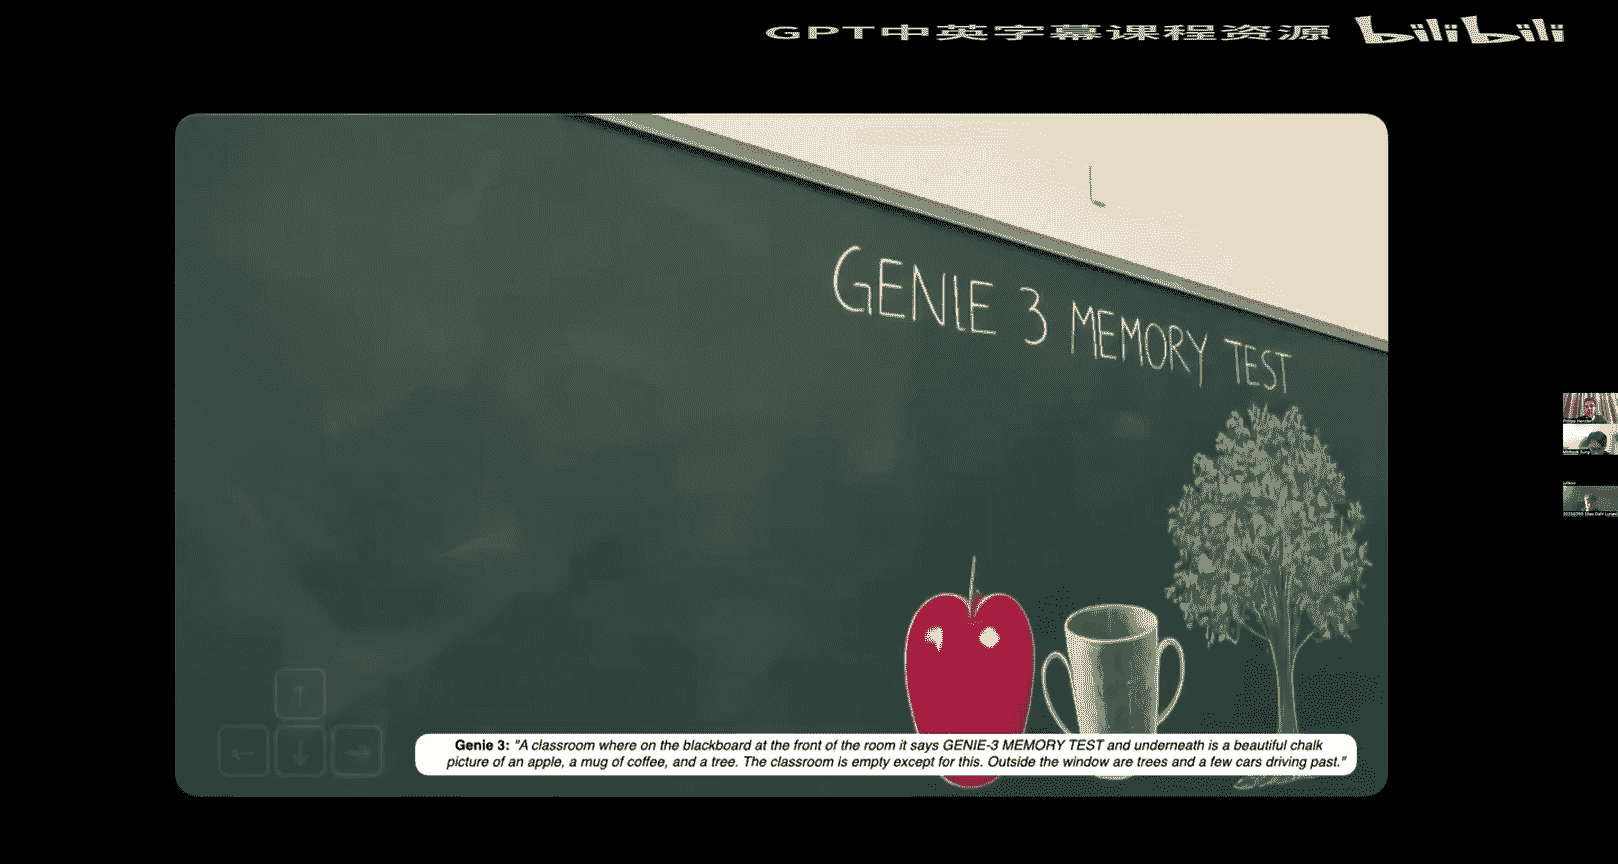 GPT中英字幕课程资源 bilibili
GENIE 3 MEMORY TEST
Genie 3: "A classroom where on the blackboard at the front of the room it says GENIE-3 MEMORY TEST and underneath is a beautiful chalk
picture of an apple, a mug of coffee, and a tree. The classroom is empty except for this. Outside the window are trees and a few cars driving past."